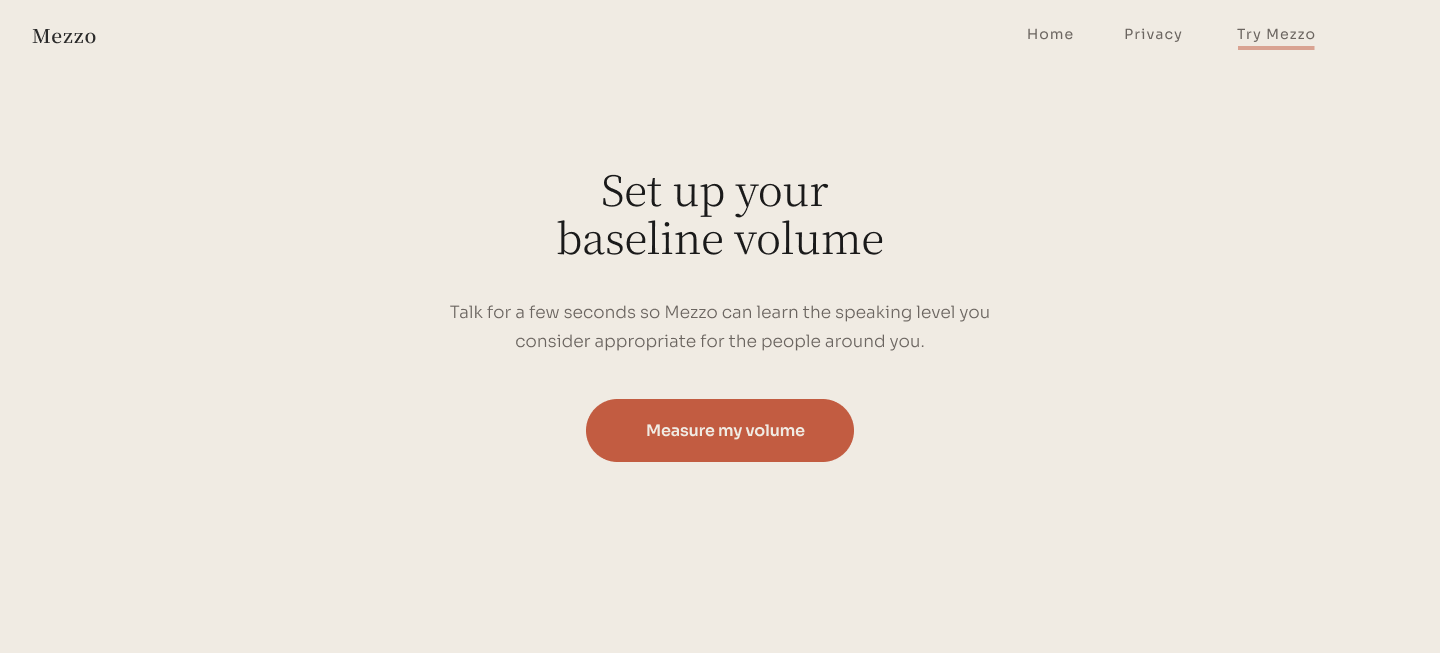 Mezzo
Home
Privacy
Try Mezzo
Set up your
baseline volume
Talk for a few seconds so Mezzo can learn the speaking level you
consider appropriate for the people around you.
Measure my volume